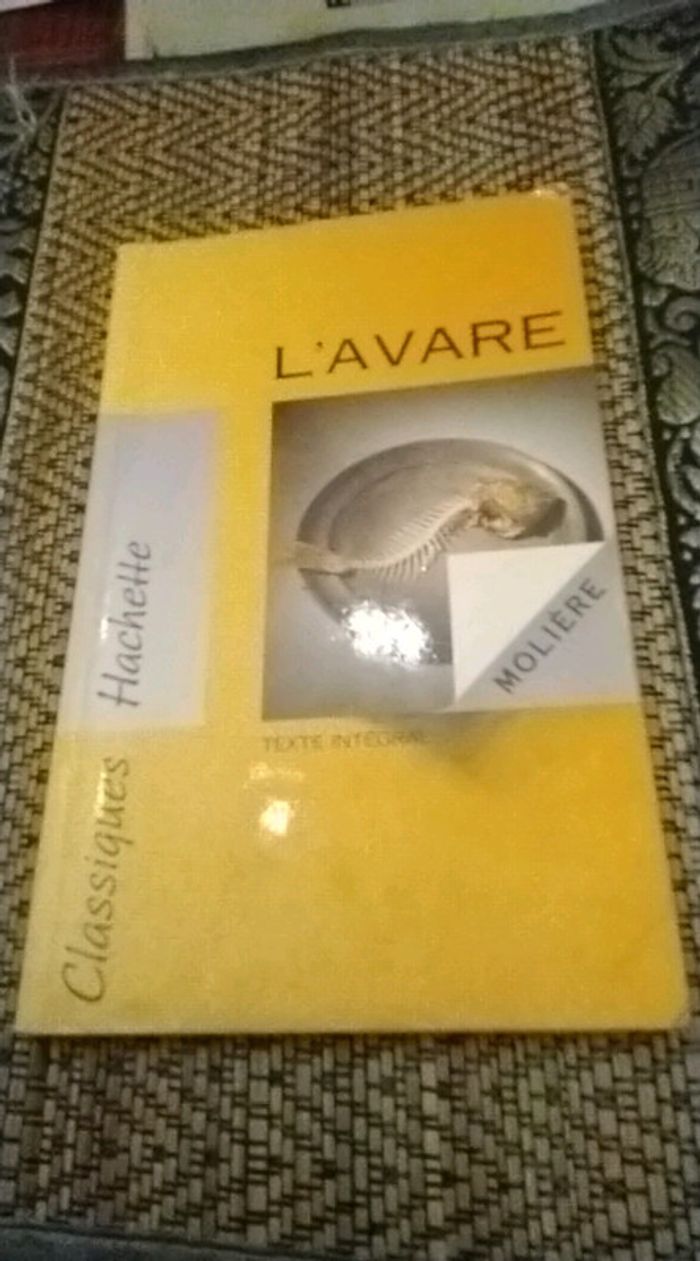 L'AVARE
MOLIÈRE
TEXTE INTÉGRAL
Classiques Hachette